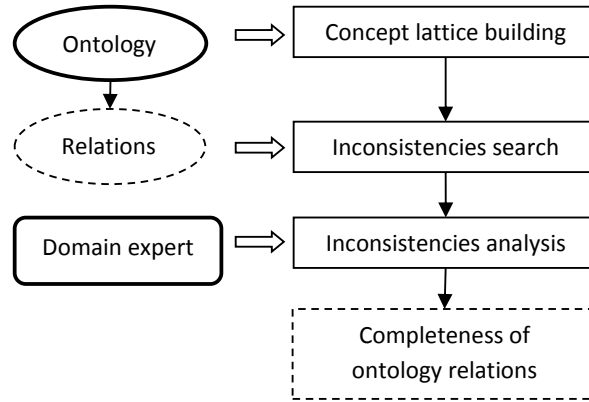 Ontology
Concept lattice building
Relations
Inconsistencies search
Domain expert
Inconsistencies analysis
Completeness of
ontology relations